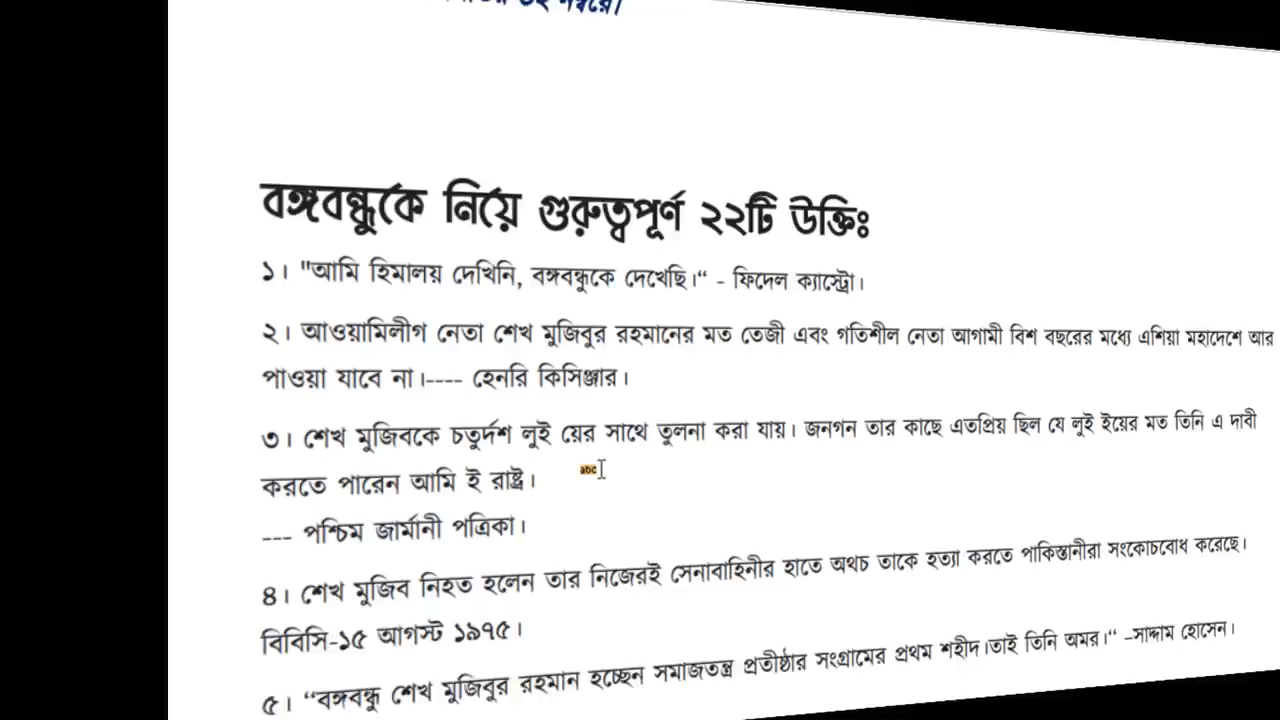 নম্বরে।
বঙ্গবন্ধুকে নিয়ে গুরুত্বপূর্ণ ২২টি উক্তিঃ
১। "আমি হিমালয় দেখিনি, বঙ্গবন্ধুকে দেখেছি।“ - ফিদেল ক্যাস্ট্রো।
২। আওয়ামিলীগ নেতা শেখ মুজিবুর রহমানের মত তেজী এবং গতিশীল নেতা আগামী বিশ বছরের মধ্যে এশিয়া মহাদেশে আর
পাওয়া যাবে না।---- হেনরি কিসিঞ্জার।
৩। শেখ মুজিবকে চতুর্দশ লুই য়ের সাথে তুলনা করা যায়। জনগন তার কাছে এতপ্রিয় ছিল যে লুই ইয়ের মত তিনি এ দাবী
করতে পারেন আমি ই রাষ্ট্র।
abc
--- পশ্চিম জার্মানী পত্রিকা।
৪। শেখ মুজিব নিহত হলেন তার নিজেরই সেনাবাহিনীর হাতে অথচ তাকে হত্যা করতে পাকিস্তানীরা সংকোচবোধ করেছে।
বিবিসি-১৫ আগস্ট ১৯৭৫।
৫। “বঙ্গবন্ধু শেখ মুজিবুর রহমান হচ্ছেন সমাজতন্ত্র প্রতীষ্ঠার সংগ্রামের প্রথম শহীদ।তাই তিনি অমর।“ –সাদ্দাম হোসেন।